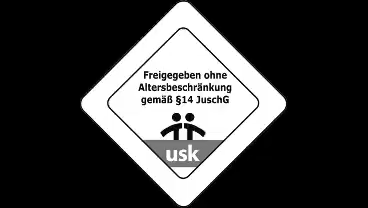 Freigegeben ohne
Altersbeschränkung
gemäß §14 JuschG
usk